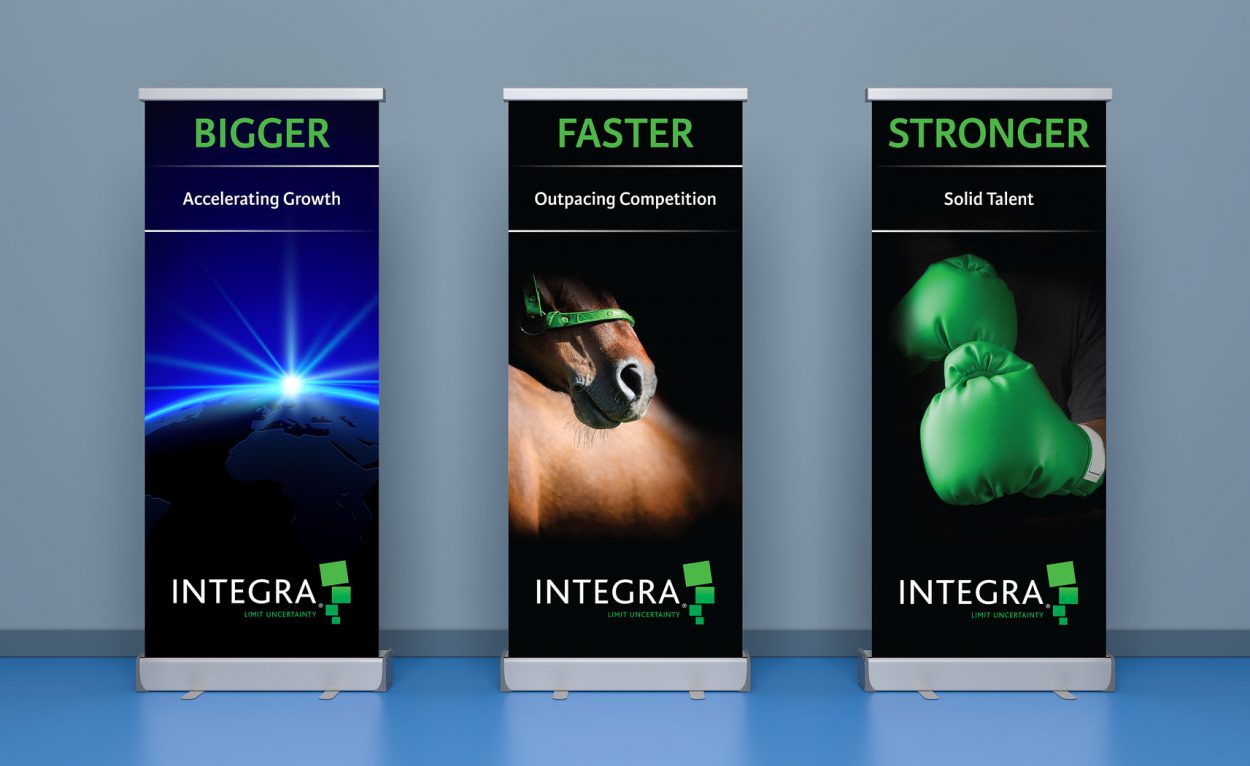 BIGGER
Accelerating Growth
INTEGRA®
LIMIT UNCERTAINTY
FASTER
Outpacing Competition
INTEGRA®
LIMIT UNCERTAINTY
STRONGER
Solid Talent
INTEGRA®
LIMIT UNCERTAINTY